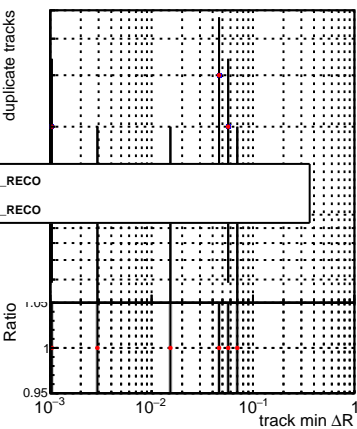 duplicate tracks
_RECO
_RECO
Ratio
1.05
1
0.95
10⁻³ 10⁻² 10⁻¹ 1
track min ΔR